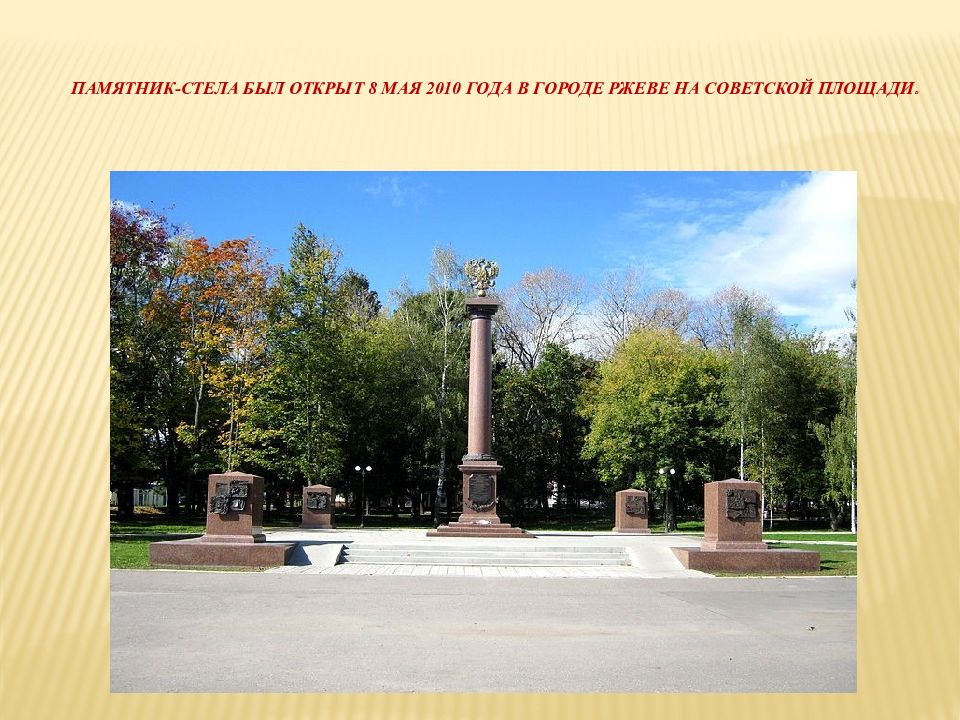 ПАМЯТНИК-СТЕЛА БЫЛ ОТКРЫТ 8 МАЯ 2010 ГОДА В ГОРОДЕ РЖЕВЕ НА СОВЕТСКОЙ ПЛОЩАДИ.